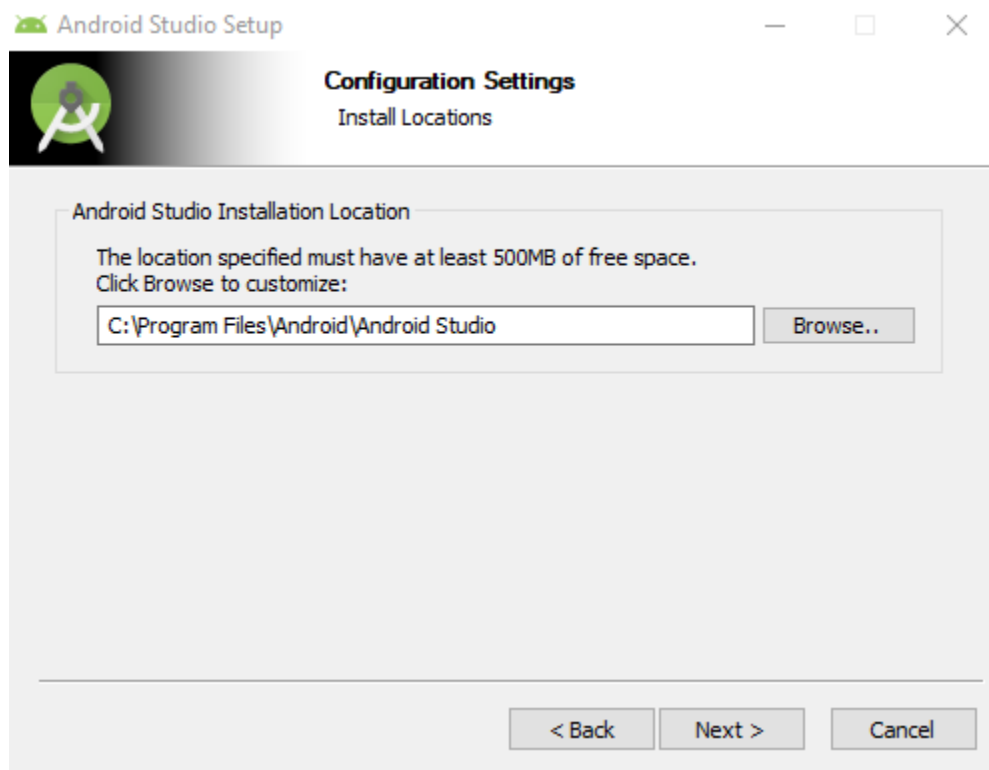 Android Studio Setup
Configuration Settings
Install Locations
Android Studio Installation Location
The location specified must have at least 500MB of free space.
Click Browse to customize:
C:\Program Files\Android\Android Studio
Browse..
< Back
Next >
Cancel